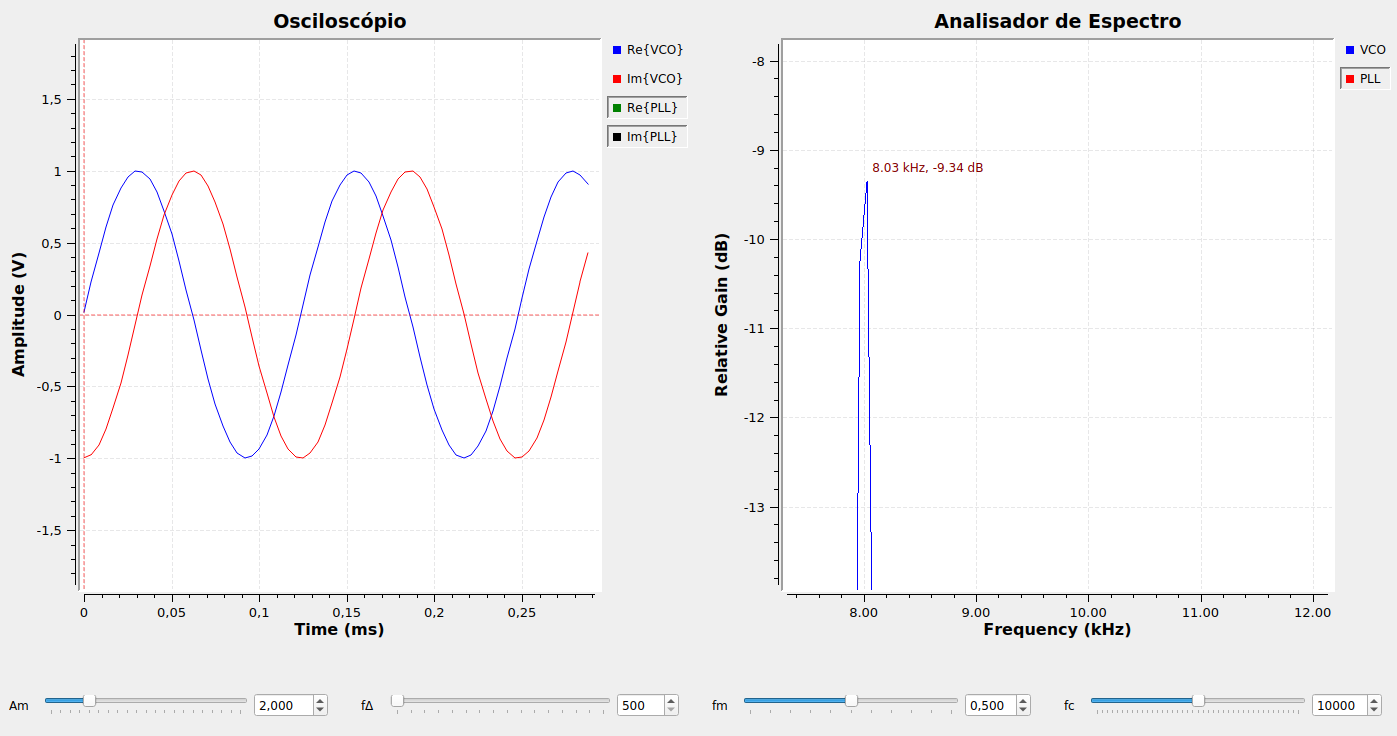 Osciloscópio
Amplitude (V)
1,5
1
0,5
0
-0,5
-1
-1,5
0 0,05 0,1 0,15 0,2 0,25
Time (ms)
Re{VCO}
Im{VCO}
Re{PLL}
Im{PLL}
Analisador de Espectro
Relative Gain (dB)
-8
-9
-10
-11
-12
-13
8.03 kHz, -9.34 dB
8.00 9.00 10.00 11.00 12.00
Frequency (kHz)
VCO
PLL
Am 2,000 fΔ 500 fm 0,500 fc 10000